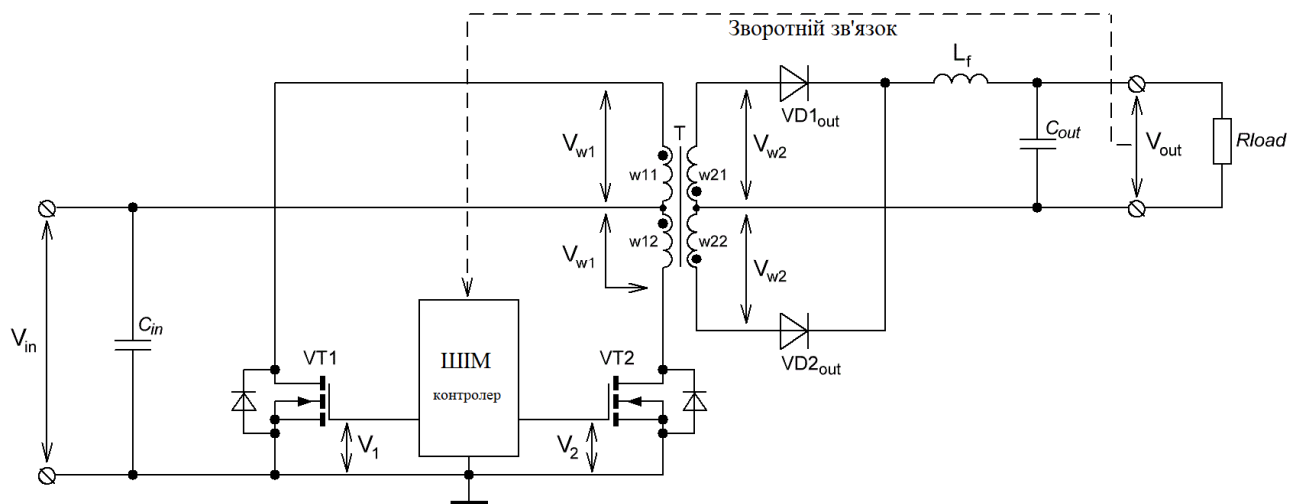 Зворотній зв'язок
Lf
VD1out
Vw1
T
Vw2
Cout
Vout
Rload
w11
w21
w12
w22
Vw1
Vw2
Vin
Cin
VT1
ШІМ
контролер
VT2
VD2out
V1
V2